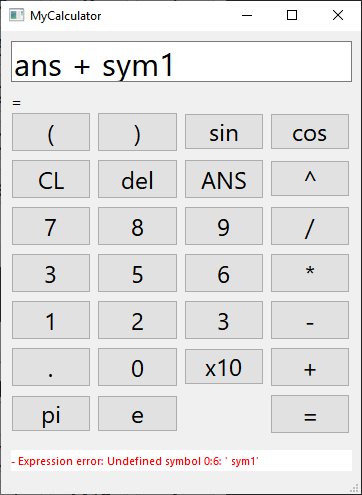 MyCalculator
ans + sym1
=
( ) sin cos
CL del ANS ^
7 8 9 /
3 5 6 *
1 2 3 -
. 0 x10 +
pi e =
- Expression error: Undefined symbol 0:6: ' sym1'